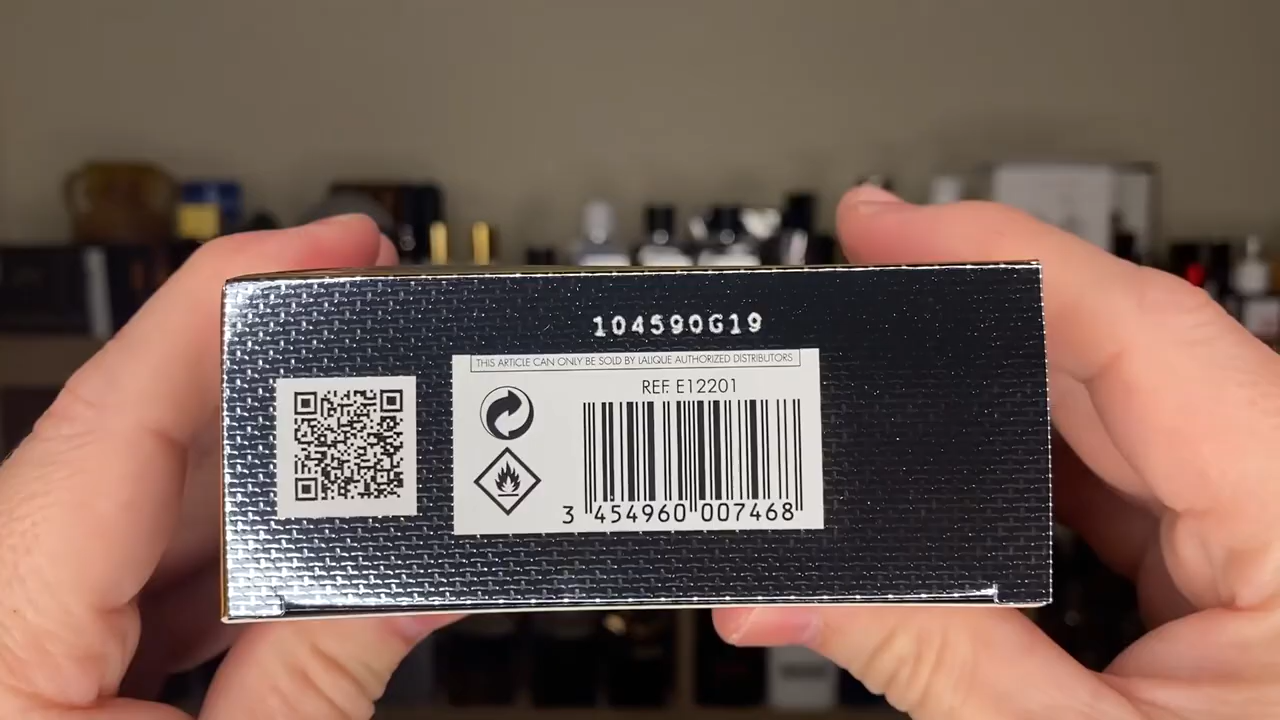 104590G19
THIS ARTICLE CAN ONLY BE SOLD BY LALIQUE AUTHORIZED DISTRIBUTORS
REF. E12201
3 454960 007468